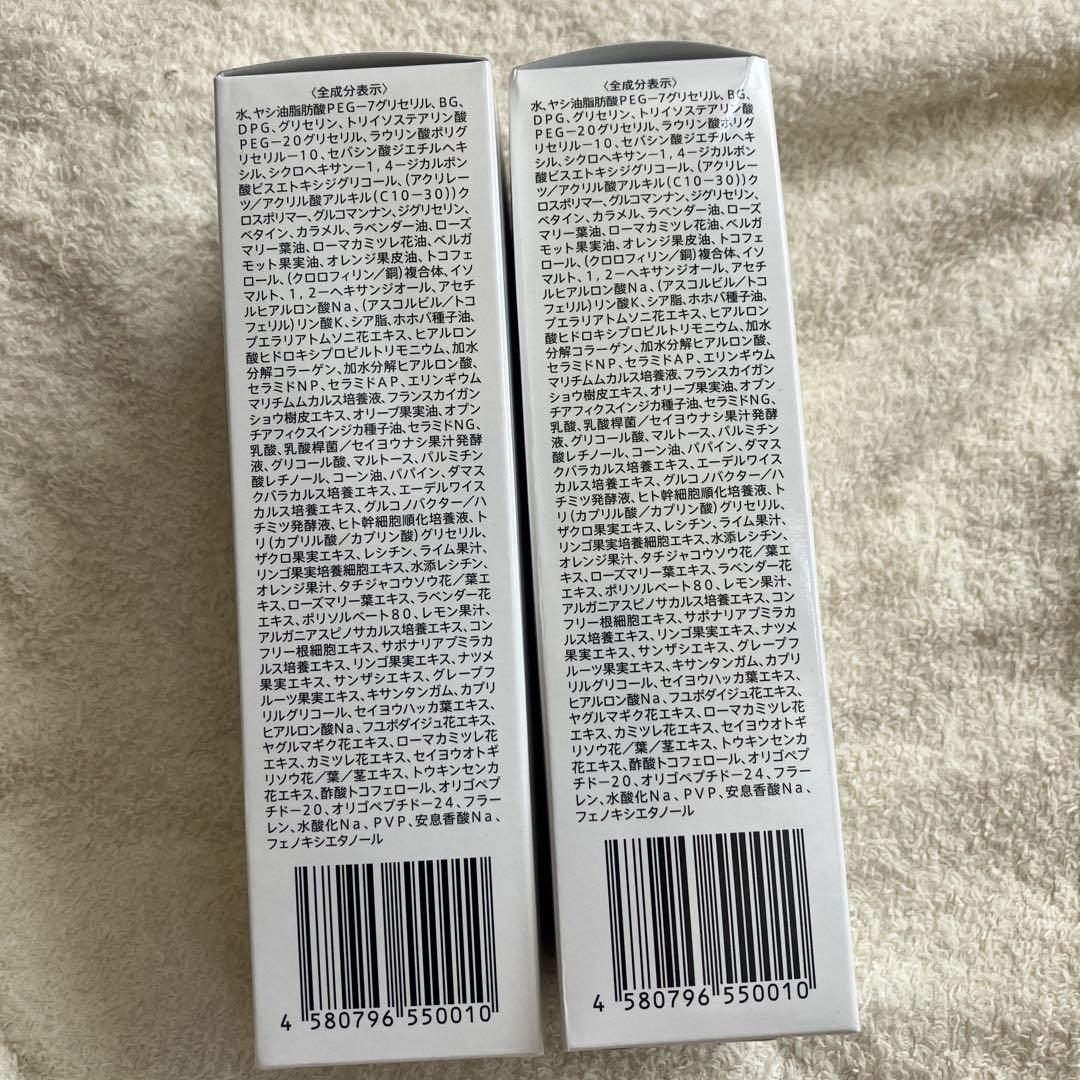 〈全成分表示〉
水、ヤシ油脂肪酸PEG-7グリセリル、BG、
DPG、グリセリン、トリイソステアリン酸
PEG-20グリセリル、ラウリン酸ポリグ
リセリル-10、セバシン酸ジエチルヘキ
シル、シクロヘキサン-1,4-ジカルボン
酸ビスエトキシジグリコール、(アクリレー
ツ/アクリル酸アルキル(C10-30))ク
ロスポリマー、グルコマンナン、ジグリセリン、
ベタイン、カラメル、ラベンダー油、ローズ
マリー葉油、ローマカミツレ花油、ベルガ
モット果実油、オレンジ果皮油、トコフェ
ロール、(クロロフィリン/銅)複合体、イソ
マルト、1,2-ヘキサンジオール、アセチ
ルヒアルロン酸Na、(アスコルビル/トコ
フェリル)リン酸K、シア脂、ホホバ種子油、
プエラリアトムソニ花エキス、ヒアルロン
酸ヒドロキシプロピルトリモニウム、加水
分解コラーゲン、加水分解ヒアルロン酸、
セラミドNP、セラミドAP、エリンギウム
マリチムムカルス培養液、フランスカイガン
ショウ樹皮エキス、オリーブ果実油、オプン
チアフィクスインジカ種子油、セラミドNG、
乳酸、乳酸桿菌/セイヨウナシ果汁発酵
液、グリコール酸、マルトース、パルミチン
酸レチノール、コーン油、パパイン、ダマス
クバラカルス培養エキス、エーデルワイス
カルス培養エキス、グルコノバクター/ハ
チミツ発酵液、ヒト幹細胞順化培養液、ト
リ(カプリル酸/カプリン酸)グリセリル、
ザクロ果実エキス、レシチン、ライム果汁、
リンゴ果実培養細胞エキス、水添レシチン、
オレンジ果汁、タチジャコウソウ花/葉エ
キス、ローズマリー葉エキス、ラベンダー花
エキス、ポリソルベート80、レモン果汁、
アルガニアスピノサカルス培養エキス、コン
フリー根細胞エキス、サポナリアプミラカ
ルス培養エキス、リンゴ果実エキス、ナツメ
果実エキス、サンザシエキス、グレープフ
ルーツ果実エキス、キサンタンガム、カプリ
リルグリコール、セイヨウハッカ葉エキス、
ヒアルロン酸Na、フユボダイジュ花エキス、
ヤグルマギク花エキス、ローマカミツレ花
エキス、カミツレ花エキス、セイヨウオトギ
リソウ花/葉/茎エキス、トウキンセンカ
花エキス、酢酸トコフェロール、オリゴペプ
チド-20、オリゴペプチド-24、フラー
レン、水酸化Na、PVP、安息香酸Na、
フェノキシエタノール
4 580796 550010
〈全成分表示〉
水、ヤシ油脂肪酸PEG-7グリセリル、BG、
DPG、グリセリン、トリイソステアリン酸
PEG-20グリセリル、ラウリン酸ポリグ
リセリル-10、セバシン酸ジエチルヘキ
シル、シクロヘキサン-1,4-ジカルボン
酸ビスエトキシジグリコール、(アクリレー
ツ/アクリル酸アルキル(C10-30))ク
ロスポリマー、グルコマンナン、ジグリセリン、
ベタイン、カラメル、ラベンダー油、ローズ
マリー葉油、ローマカミツレ花油、ベルガ
モット果実油、オレンジ果皮油、トコフェ
ロール、(クロロフィリン/銅)複合体、イソ
マルト、1,2-ヘキサンジオール、アセチ
ルヒアルロン酸Na、(アスコルビル/トコ
フェリル)リン酸K、シア脂、ホホバ種子油、
プエラリアトムソニ花エキス、ヒアルロン
酸ヒドロキシプロピルトリモニウム、加水
分解コラーゲン、加水分解ヒアルロン酸、
セラミドNP、セラミドAP、エリンギウム
マリチムムカルス培養液、フランスカイガン
ショウ樹皮エキス、オリーブ果実油、オプン
チアフィクスインジカ種子油、セラミドNG、
乳酸、乳酸桿菌/セイヨウナシ果汁発酵
液、グリコール酸、マルトース、パルミチン
酸レチノール、コーン油、パパイン、ダマス
クバラカルス培養エキス、エーデルワイス
カルス培養エキス、グルコノバクター/ハ
チミツ発酵液、ヒト幹細胞順化培養液、ト
リ(カプリル酸/カプリン酸)グリセリル、
ザクロ果実エキス、レシチン、ライム果汁、
リンゴ果実培養細胞エキス、水添レシチン、
オレンジ果汁、タチジャコウソウ花/葉エ
キス、ローズマリー葉エキス、ラベンダー花
エキス、ポリソルベート80、レモン果汁、
アルガニアスピノサカルス培養エキス、コン
フリー根細胞エキス、サポナリアプミラカ
ルス培養エキス、リンゴ果実エキス、ナツメ
果実エキス、サンザシエキス、グレープフ
ルーツ果実エキス、キサンタンガム、カプリ
リルグリコール、セイヨウハッカ葉エキス、
ヒアルロン酸Na、フユボダイジュ花エキス、
ヤグルマギク花エキス、ローマカミツレ花
エキス、カミツレ花エキス、セイヨウオトギ
リソウ花/葉/茎エキス、トウキンセンカ
花エキス、酢酸トコフェロール、オリゴペプ
チド-20、オリゴペプチド-24、フラー
レン、水酸化Na、PVP、安息香酸Na、
フェノキシエタノール
4 580796 550010